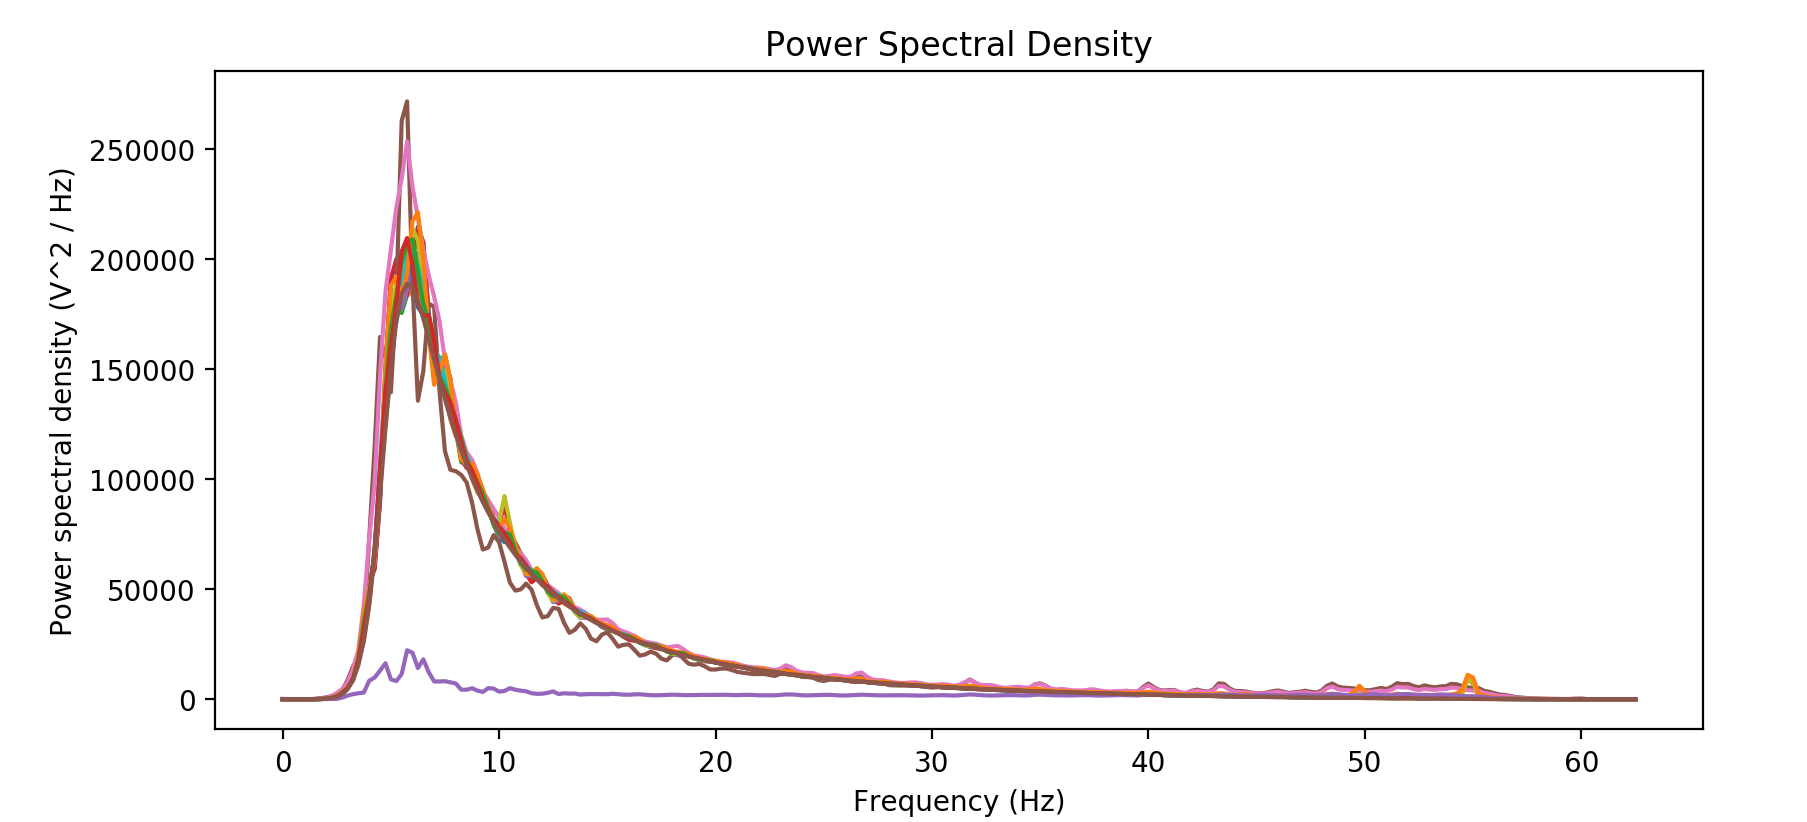 Power Spectral Density
Power spectral density (V^2 / Hz)
250000
200000
150000
100000
50000
0
0 10 20 30 40 50 60
Frequency (Hz)